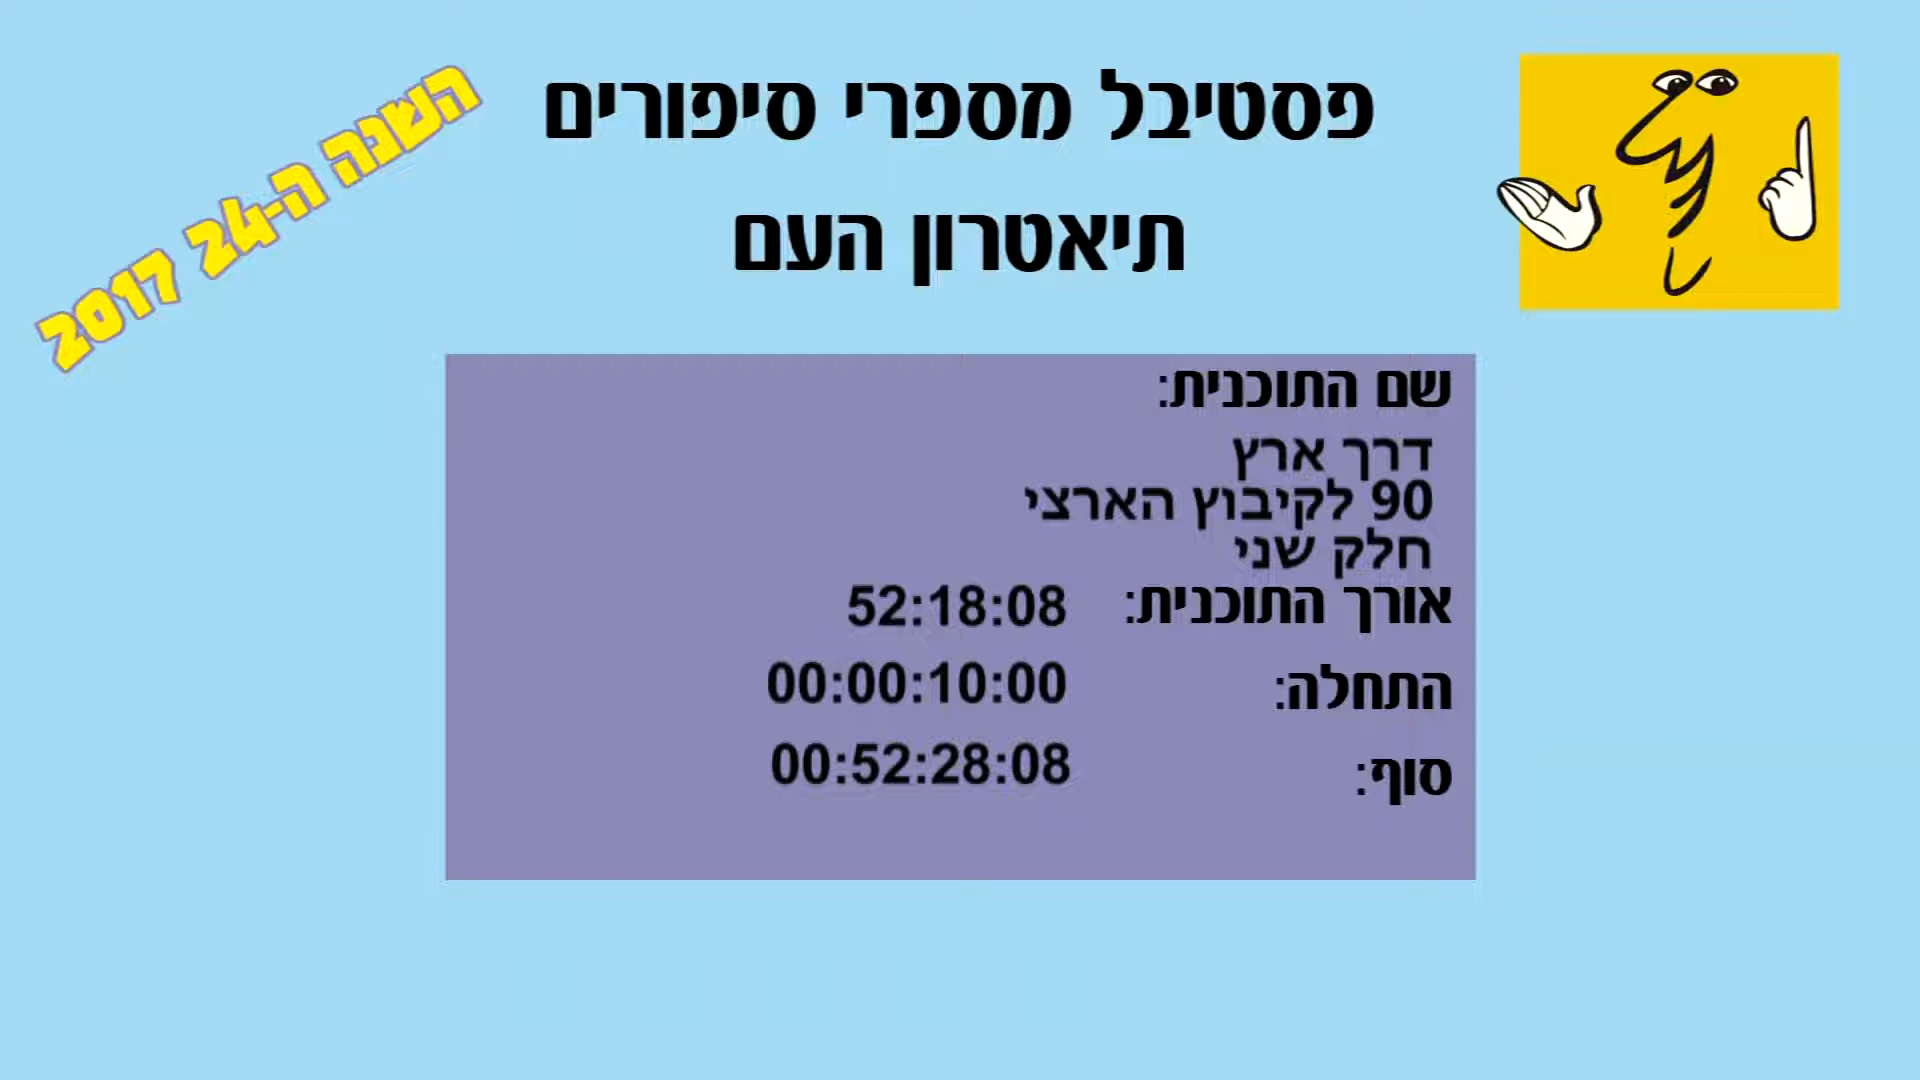 פסטיבל מספרי סיפורים
תיאטרון העם
השנה ה-24 2017
שם התוכנית:
דרך ארץ
90 לקיבוץ הארצי
חלק שני
אורך התוכנית: 52:18:08
התחלה: 00:00:10:00
סוף: 00:52:28:08